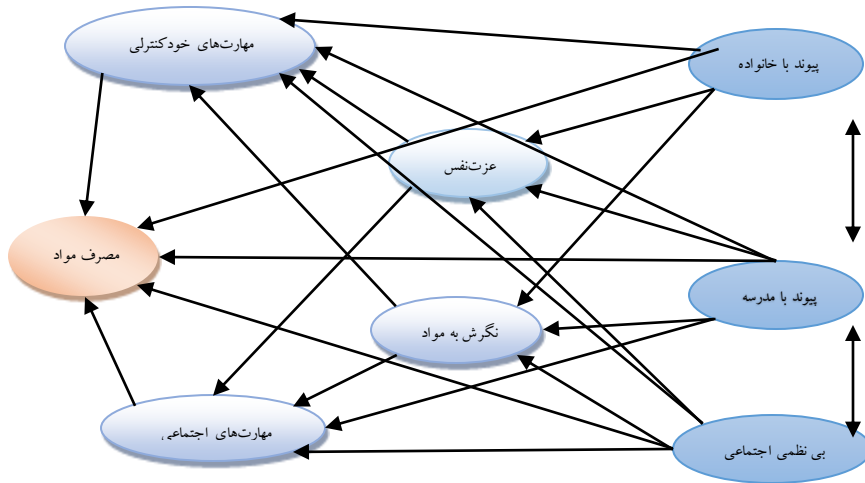 پیوند با خانواده
مهارت‌های خودکنترلی
عزت‌نفس
مصرف مواد
پیوند با مدرسه
نگرش به مواد
مهارت‌های اجتماعی
بی نظمی اجتماعی